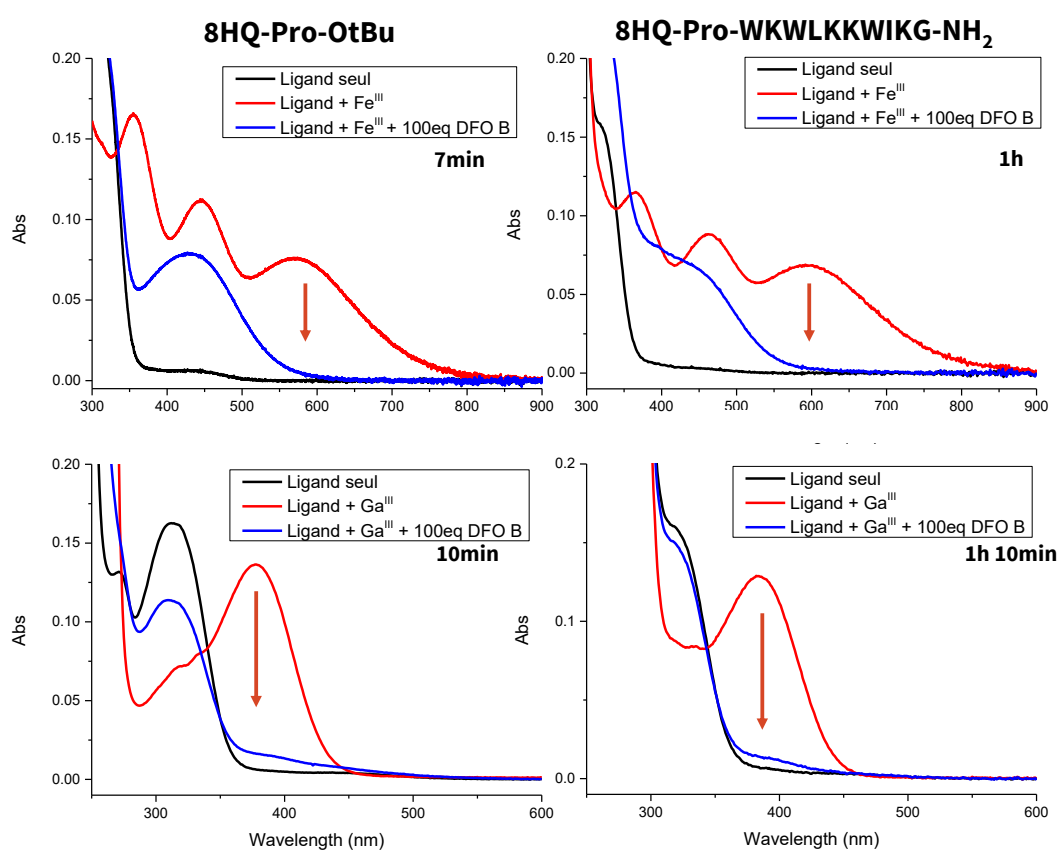 8HQ-Pro-OtBu
8HQ-Pro-WKWLKKWIKG-NH₂
0.20
0.15
0.10
0.05
0.00
Abs
Ligand seul
Ligand + Feᴵᴵᴵ
Ligand + Feᴵᴵᴵ + 100eq DFO B
7min
300 400 500 600 700 800 900
0.20
0.15
0.10
0.05
0.00
Abs
Ligand seul
Ligand + Feᴵᴵᴵ
Ligand + Feᴵᴵᴵ + 100eq DFO B
1h
300 400 500 600 700 800 900
0.20
0.15
0.10
0.05
0.00
Abs
Ligand seul
Ligand + Gaᴵᴵᴵ
Ligand + Gaᴵᴵᴵ + 100eq DFO B
10min
300 400 500 600
Wavelength (nm)
0.2
0.1
0.0
Abs
Ligand seul
Ligand + Gaᴵᴵᴵ
Ligand + Gaᴵᴵᴵ + 100eq DFO B
1h 10min
300 400 500 600
Wavelength (nm)